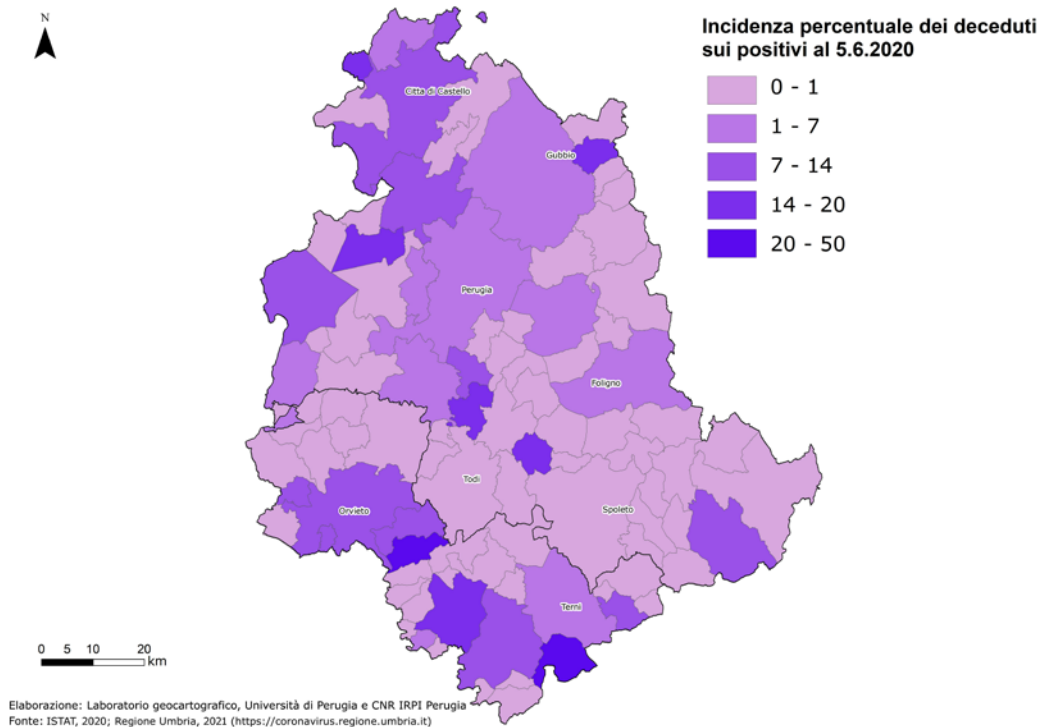 N
Incidenza percentuale dei deceduti
sui positivi al 5.6.2020
0 - 1
1 - 7
7 - 14
14 - 20
20 - 50
Citta di Castello
Gubbio
Perugia
Foligno
Todi
Spoleto
Orvieto
Terni
0 5 10 20
km
Elaborazione: Laboratorio geocartografico, Università di Perugia e CNR IRPI Perugia
Fonte: ISTAT, 2020; Regione Umbria, 2021 (https://coronavirus.regione.umbria.it)